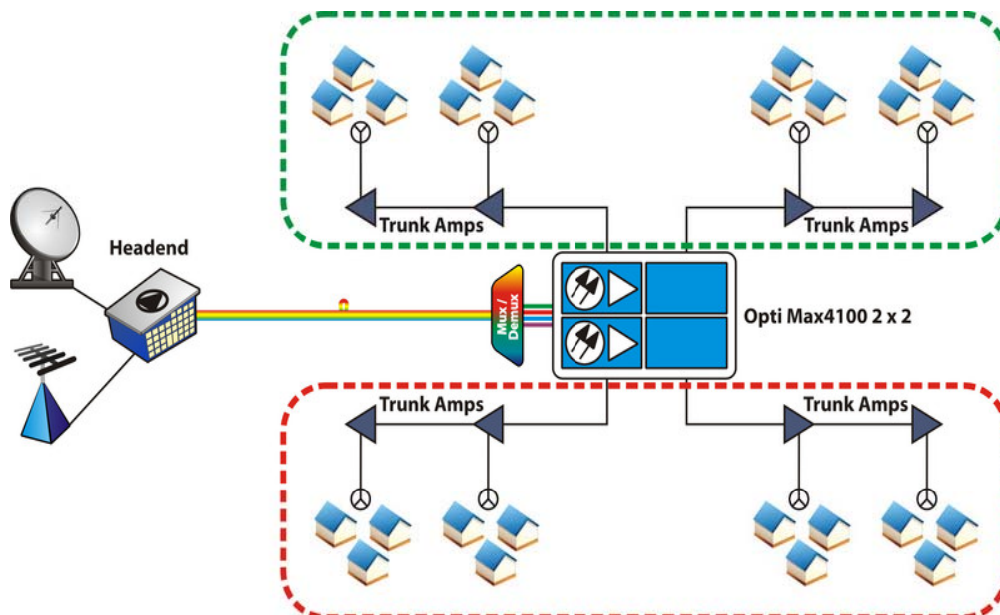 Trunk Amps
Trunk Amps
Headend
Mux /
Demux
Opti Max4100 2 x 2
Trunk Amps
Trunk Amps